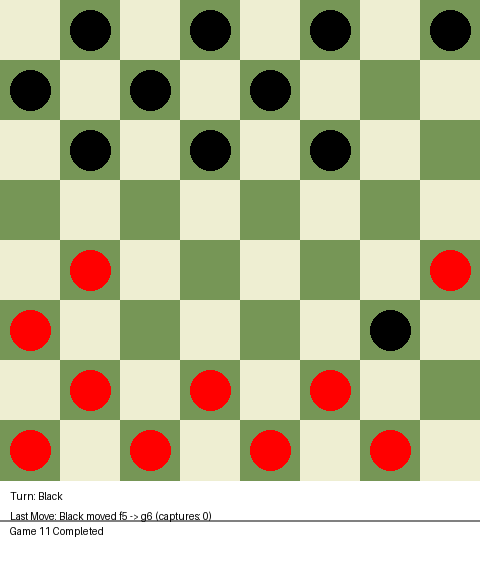 Turn: Black
Last Move: Black moved f5 -> g6 (captures: 0)
Game 11 Completed